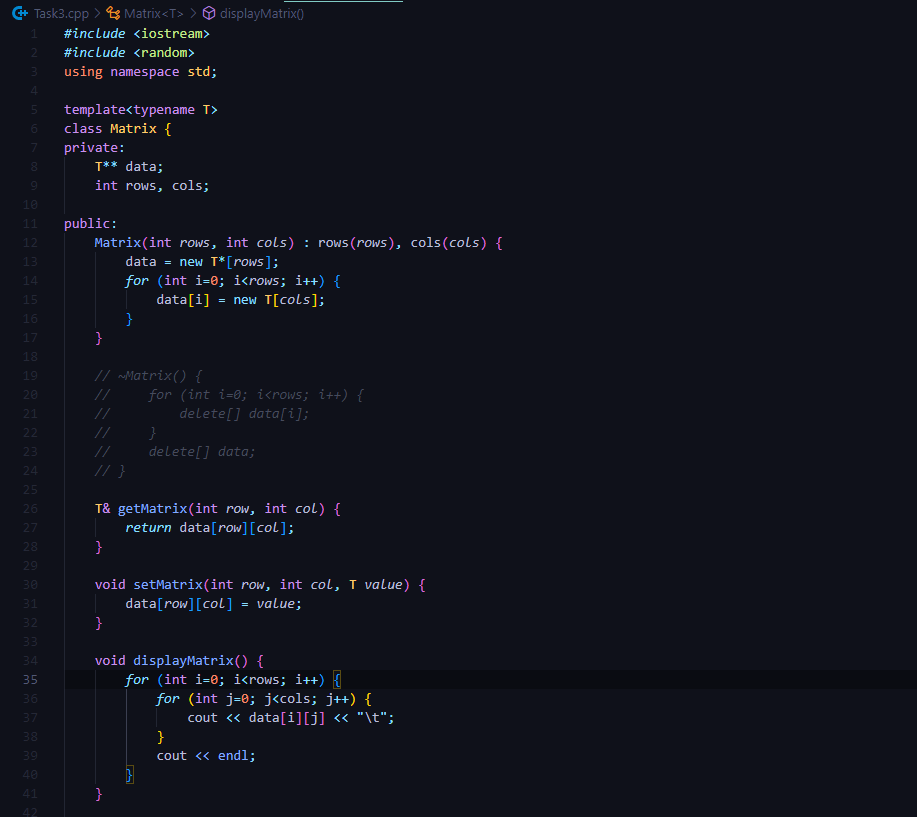 Task3.cpp > Matrix<T> > displayMatrix()
1 #include <iostream>
2 #include <random>
3 using namespace std;
4
5 template<typename T>
6 class Matrix {
7 private:
8     T** data;
9     int rows, cols;
10
11 public:
12     Matrix(int rows, int cols) : rows(rows), cols(cols) {
13         data = new T*[rows];
14         for (int i=0; i<rows; i++) {
15             data[i] = new T[cols];
16         }
17     }
18
19     // ~Matrix() {
20     //     for (int i=0; i<rows; i++) {
21     //         delete[] data[i];
22     //     }
23     //     delete[] data;
24     // }
25
26     T& getMatrix(int row, int col) {
27         return data[row][col];
28     }
29
30     void setMatrix(int row, int col, T value) {
31         data[row][col] = value;
32     }
33
34     void displayMatrix() {
35         for (int i=0; i<rows; i++) {
36             for (int j=0; j<cols; j++) {
37                 cout << data[i][j] << "\t";
38             }
39             cout << endl;
40         }
41     }
42